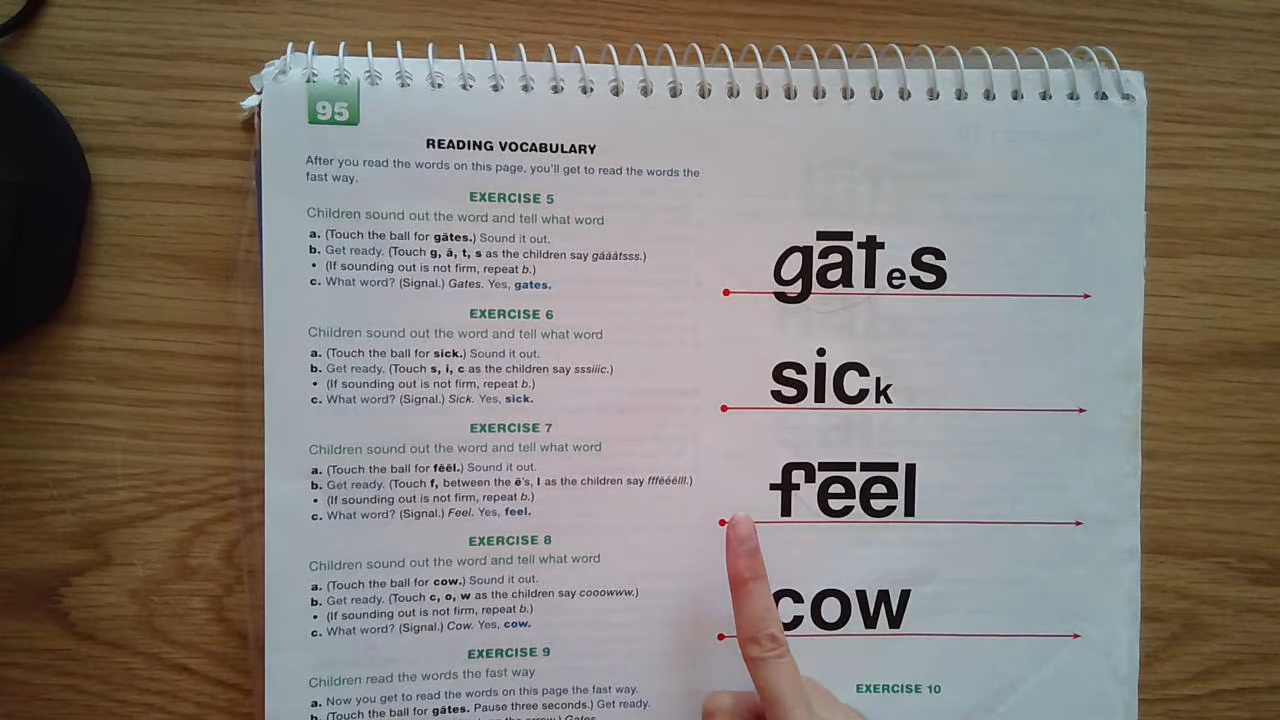 95
READING VOCABULARY
After you read the words on this page, you'll get to read the words the
fast way.
EXERCISE 5
Children sound out the word and tell what word
a. (Touch the ball for gātes.) Sound it out.
b. Get ready. (Touch g, ā, t, s as the children say gāāātsss.)
• (If sounding out is not firm, repeat b.)
c. What word? (Signal.) Gates. Yes, gates.
EXERCISE 6
Children sound out the word and tell what word
a. (Touch the ball for sick.) Sound it out.
b. Get ready. (Touch s, i, c as the children say sssiiic.)
• (If sounding out is not firm, repeat b.)
c. What word? (Signal.) Sick. Yes, sick.
EXERCISE 7
Children sound out the word and tell what word
a. (Touch the ball for fēēl.) Sound it out.
b. Get ready. (Touch f, between the ē's, l as the children say fffēēēlll.)
• (If sounding out is not firm, repeat b.)
c. What word? (Signal.) Feel. Yes, feel.
EXERCISE 8
Children sound out the word and tell what word
a. (Touch the ball for cow.) Sound it out.
b. Get ready. (Touch c, o, w as the children say cooowww.)
• (If sounding out is not firm, repeat b.)
c. What word? (Signal.) Cow. Yes, cow.
EXERCISE 9
Children read the words the fast way
a. Now you get to read the words on this page the fast way.
b. (Touch the ball for gātes. Pause three seconds.) Get ready.
gātes
sick
fēēl
cow
EXERCISE 10